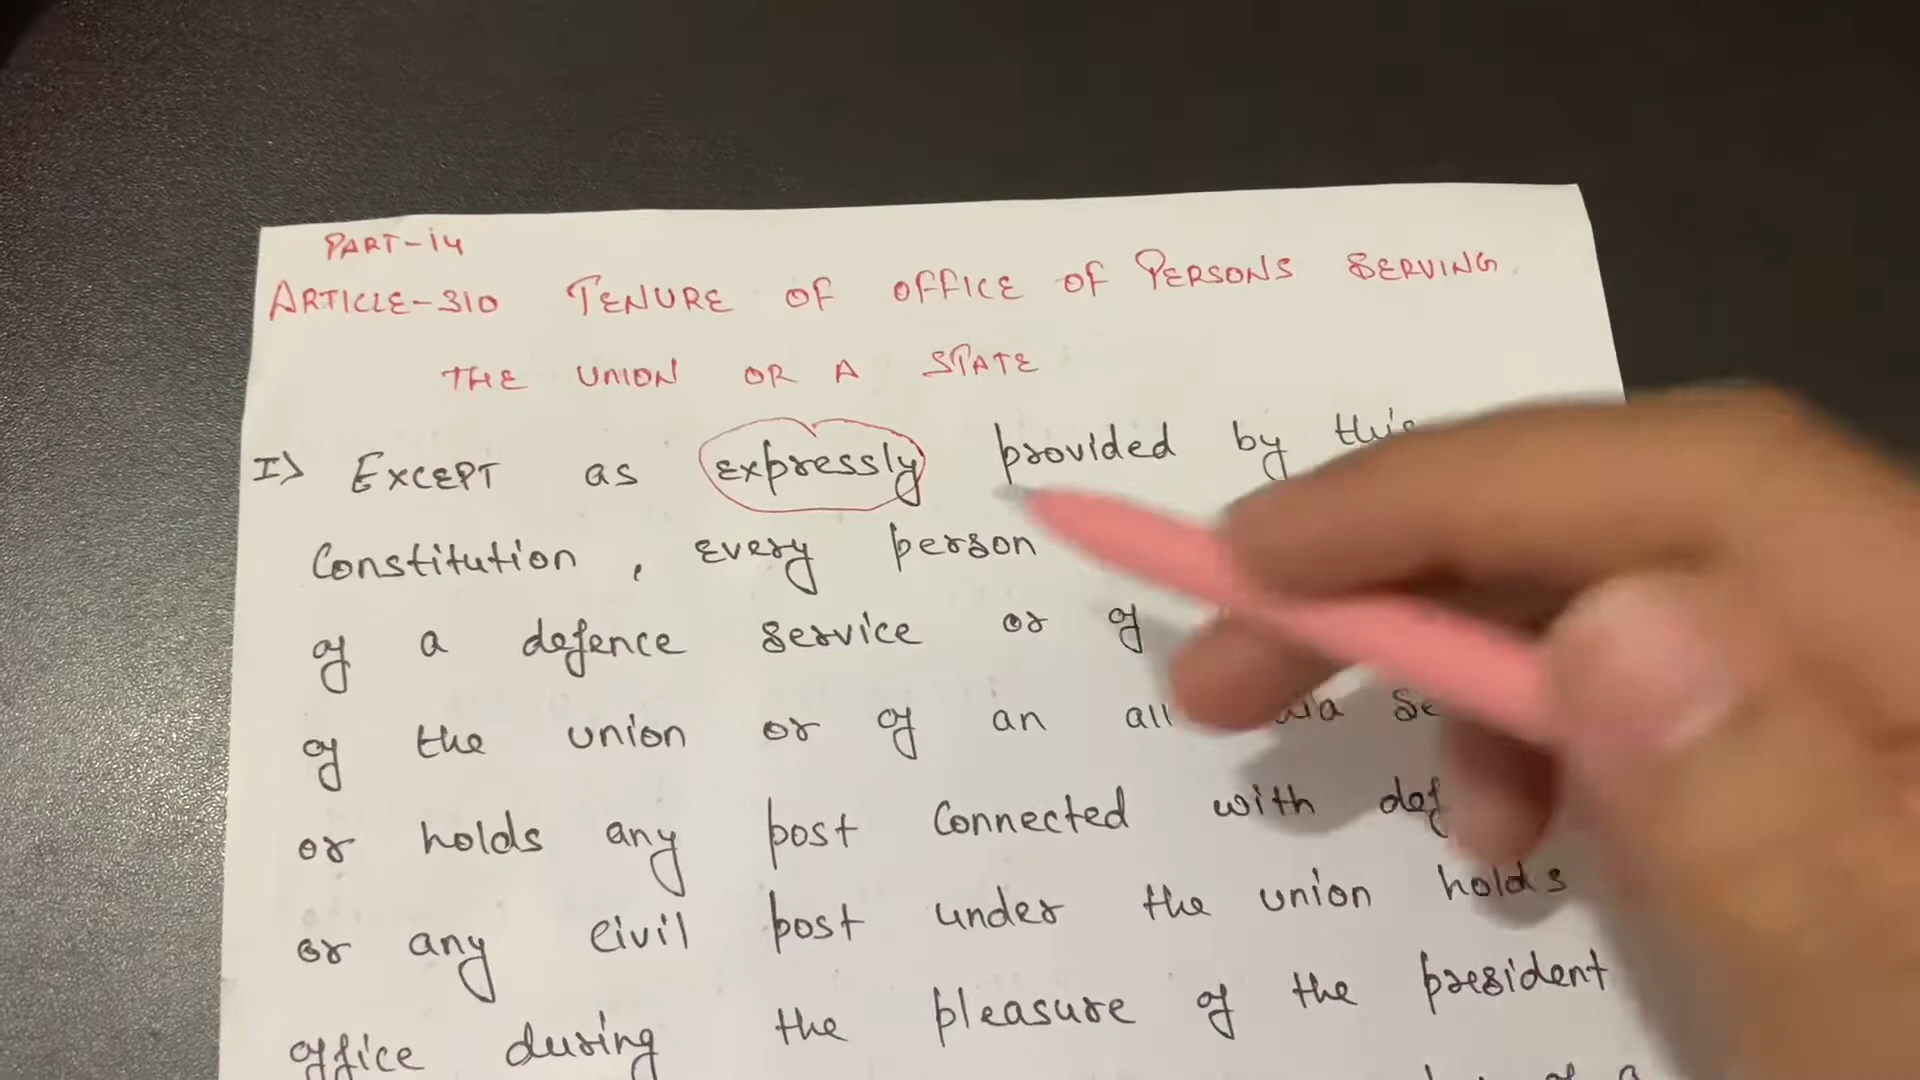 PART-14
ARTICLE-310 TENURE OF OFFICE OF PERSONS SERVING
THE UNION OR A STATE
I) EXCEPT as expressly provided by this
Constitution, every person
of a defence service or of
of the union or of an all
or holds any post connected with
or any civil post under the union holds
office during the pleasure of the president
of a